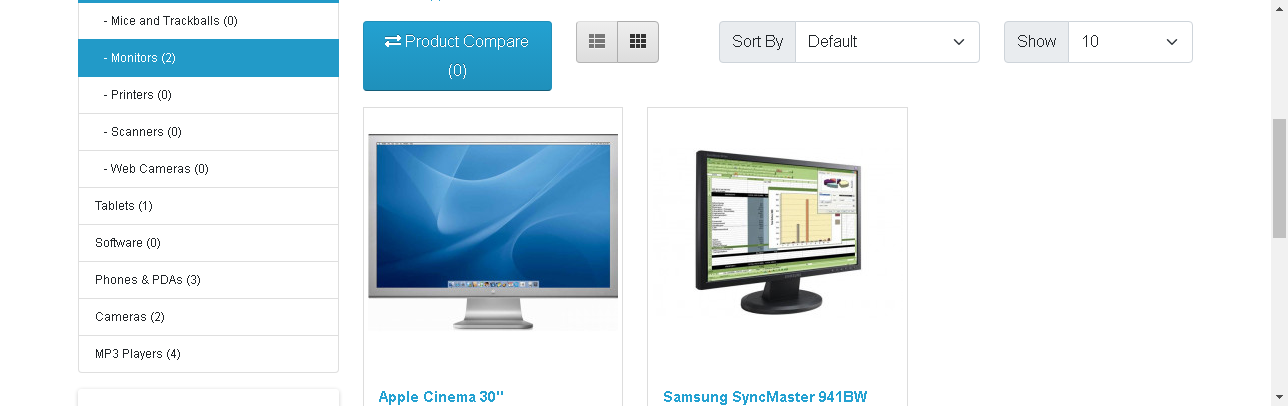 - Mice and Trackballs (0)
- Monitors (2)
- Printers (0)
- Scanners (0)
- Web Cameras (0)
Tablets (1)
Software (0)
Phones & PDAs (3)
Cameras (2)
MP3 Players (4)
Product Compare
(0)
Sort By Default
Show 10
Apple Cinema 30"
Samsung SyncMaster 941BW